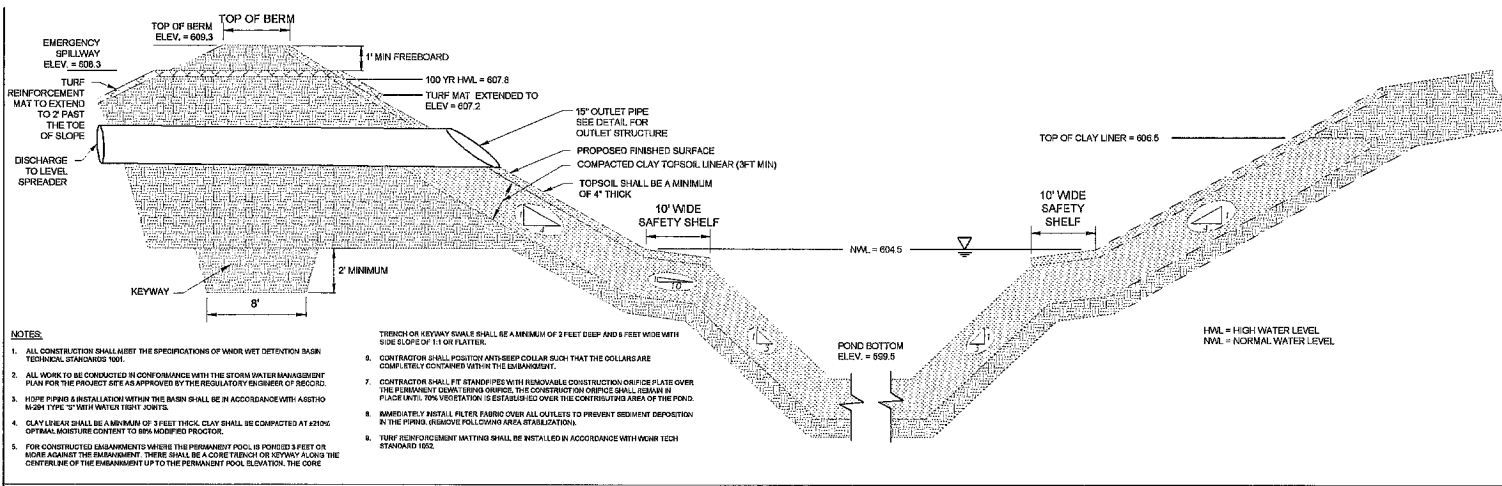 TOP OF BERM
TOP OF BERM
ELEV. = 609.3
EMERGENCY
SPILLWAY
ELEV. = 608.3
1' MIN FREEBOARD
TURF
REINFORCEMENT
MAT TO EXTEND
TO 2' PAST
THE TOE
OF SLOPE
100 YR HWL = 607.8
TURF MAT EXTENDED TO
ELEV = 607.2
15" OUTLET PIPE
SEE DETAIL FOR
OUTLET STRUCTURE
DISCHARGE
TO LEVEL
SPREADER
PROPOSED FINISHED SURFACE
COMPACTED CLAY TOPSOIL LINEAR (3FT MIN)
TOPSOIL SHALL BE A MINIMUM
OF 4" THICK
TOP OF CLAY LINER = 606.5
10' WIDE
SAFETY SHELF
10' WIDE
SAFETY
SHELF
NWL = 604.5
2' MINIMUM
KEYWAY
8'
10
POND BOTTOM
ELEV. = 599.5
HWL = HIGH WATER LEVEL
NWL = NORMAL WATER LEVEL
NOTES:
1. ALL CONSTRUCTION SHALL MEET THE SPECIFICATIONS OF WNDR WET DETENTION BASIN
TECHNICAL STANDARDS 1001.
2. ALL WORK TO BE CONDUCTED IN CONFORMANCE WITH THE STORM WATER MANAGEMENT
PLAN FOR THE PROJECT SITE AS APPROVED BY THE REGULATORY ENGINEER OF RECORD.
3. HDPE PIPING & INSTALLATION WITHIN THE BASIN SHALL BE IN ACCORDANCE WITH ASSTHO
M-294 TYPE "S" WITH WATER TIGHT JOINTS.
4. CLAY LINEAR SHALL BE A MINIMUM OF 3 FEET THICK. CLAY SHALL BE COMPACTED AT ±210%
OPTIMAL MOISTURE CONTENT TO 98% MODIFIED PROCTOR.
5. FOR CONSTRUCTED EMBANKMENTS WHERE THE PERMANENT POOL IS PONDED 3 FEET OR
MORE AGAINST THE EMBANKMENT. THERE SHALL BE A CORE TRENCH OR KEYWAY ALONG THE
CENTERLINE OF THE EMBANKMENT UP TO THE PERMANENT POOL ELEVATION. THE CORE
TRENCH OR KEYWAY SWALE SHALL BE A MINIMUM OF 2 FEET DEEP AND 8 FEET WIDE WITH
SIDE SLOPE OF 1:1 OR FLATTER.
6. CONTRACTOR SHALL POSITION ANTI-SEEP COLLAR SUCH THAT THE COLLARS ARE
COMPLETELY CONTAINED WITHIN THE EMBANKMENT.
7. CONTRACTOR SHALL FIT STANDPIPES WITH REMOVABLE CONSTRUCTION ORIFICE PLATE OVER
THE PERMANENT DEWATERING ORIFICE. THE CONSTRUCTION ORIFICE SHALL REMAIN IN
PLACE UNTIL 70% VEGETATION IS ESTABLISHED OVER THE CONTRIBUTING AREA OF THE POND.
8. IMMEDIATELY INSTALL FILTER FABRIC OVER ALL OUTLETS TO PREVENT SEDIMENT DEPOSITION
IN THE PIPING. (REMOVE FOLLOWING AREA STABILIZATION).
9. TURF REINFORCEMENT MATTING SHALL BE INSTALLED IN ACCORDANCE WITH WDNR TECH
STANDARD 1052.